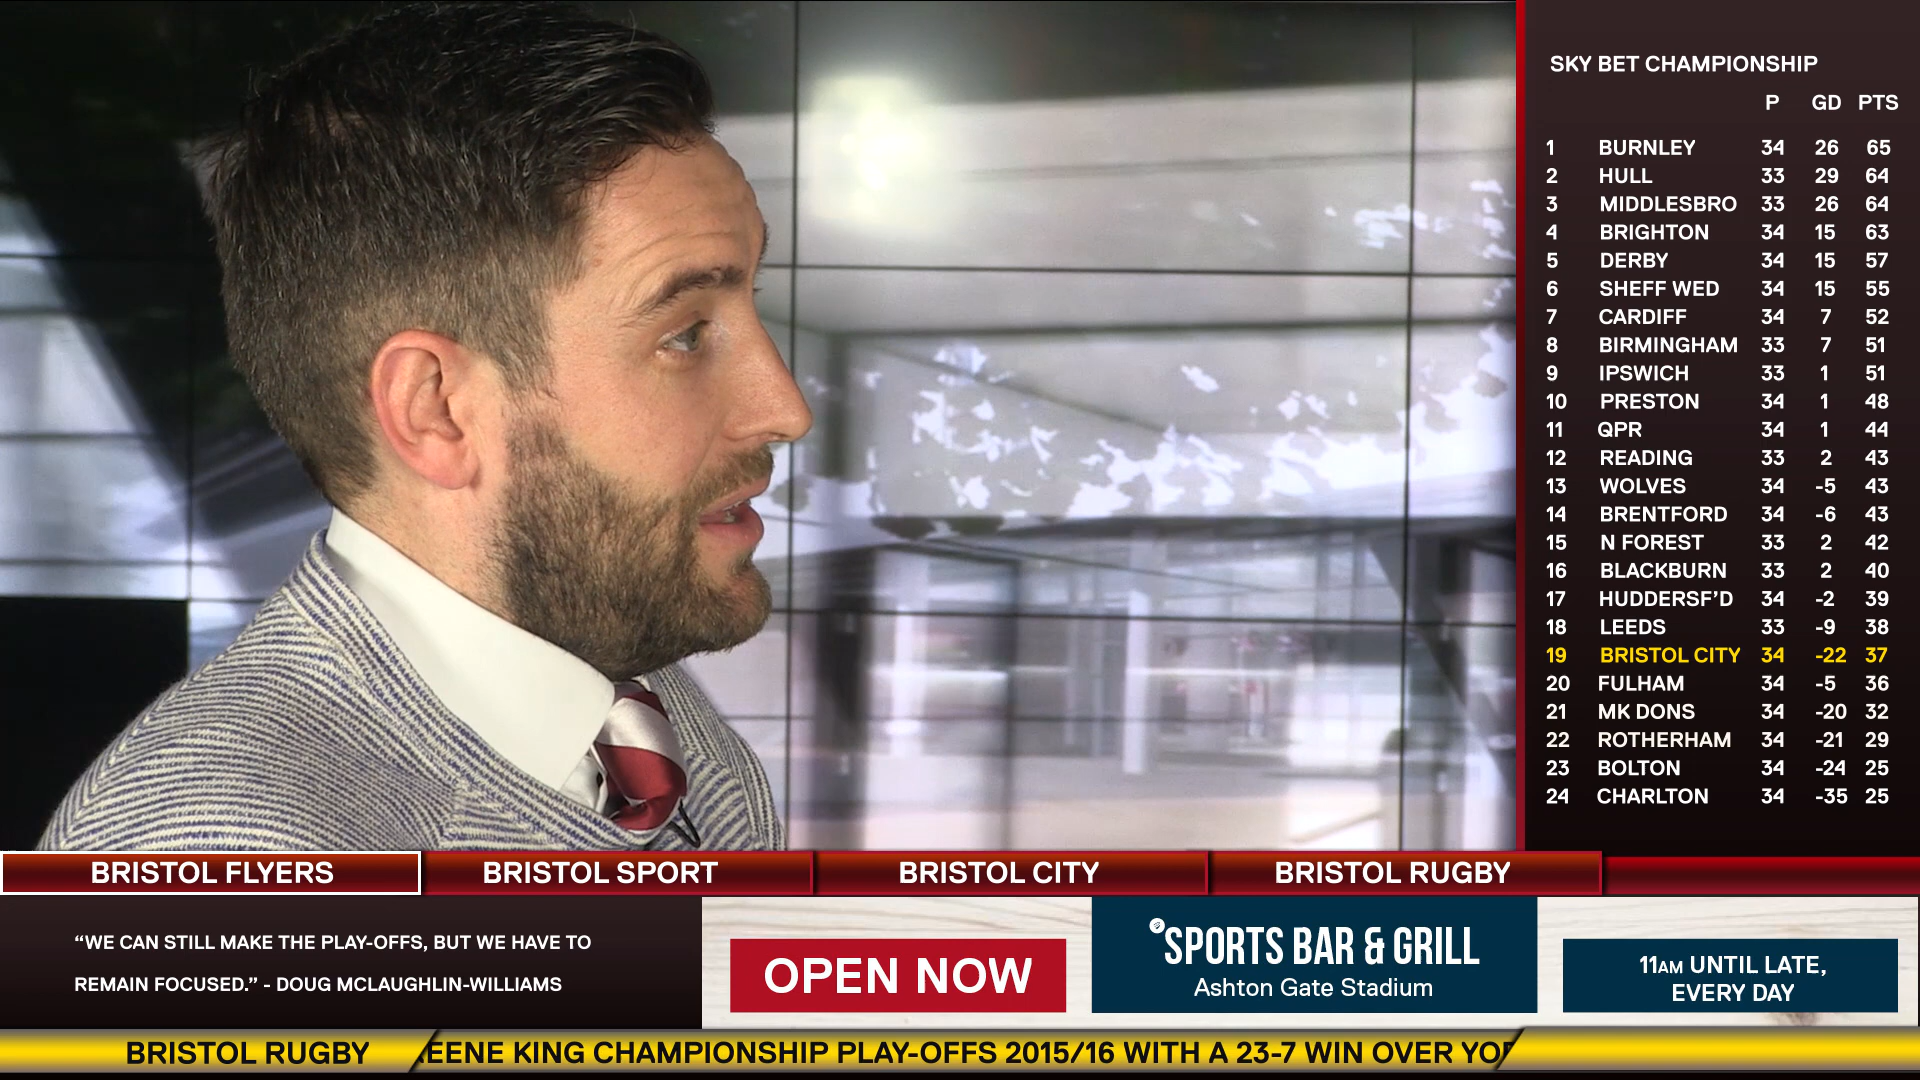 SKY BET CHAMPIONSHIP
P GD PTS
1 BURNLEY 34 26 65
2 HULL 33 29 64
3 MIDDLESBRO 33 26 64
4 BRIGHTON 34 15 63
5 DERBY 34 15 57
6 SHEFF WED 34 15 55
7 CARDIFF 34 7 52
8 BIRMINGHAM 33 7 51
9 IPSWICH 33 1 51
10 PRESTON 34 1 48
11 QPR 34 1 44
12 READING 33 2 43
13 WOLVES 34 -5 43
14 BRENTFORD 34 -6 43
15 N FOREST 33 2 42
16 BLACKBURN 33 2 40
17 HUDDERSF'D 34 -2 39
18 LEEDS 33 -9 38
19 BRISTOL CITY 34 -22 37
20 FULHAM 34 -5 36
21 MK DONS 34 -20 32
22 ROTHERHAM 34 -21 29
23 BOLTON 34 -24 25
24 CHARLTON 34 -35 25
BRISTOL FLYERS BRISTOL SPORT BRISTOL CITY BRISTOL RUGBY
“WE CAN STILL MAKE THE PLAY-OFFS, BUT WE HAVE TO
REMAIN FOCUSED.” - DOUG MCLAUGHLIN-WILLIAMS
OPEN NOW
SPORTS BAR & GRILL
Ashton Gate Stadium
11AM UNTIL LATE,
EVERY DAY
BRISTOL RUGBY EENE KING CHAMPIONSHIP PLAY-OFFS 2015/16 WITH A 23-7 WIN OVER